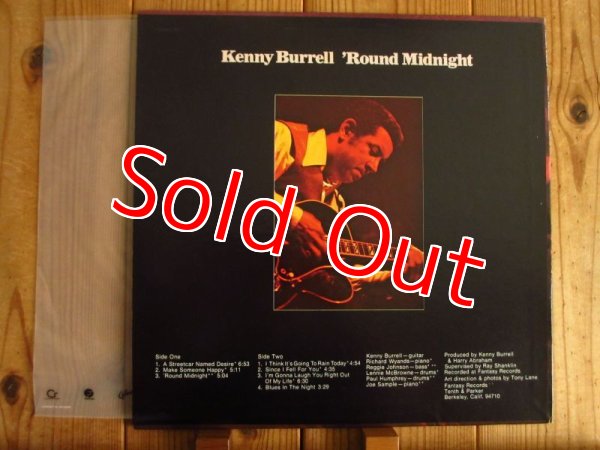 Kenny Burrell 'Round Midnight
Sold Out
Side One
1. A Streetcar Named Desire* 6:53
2. Make Someone Happy* 5:11
3. 'Round Midnight** 5:04
Side Two
1. I Think It's Going To Rain Today* 4:54
2. Since I Fell For You* 4:35
3. I'm Gonna Laugh You Right Out
Of My Life* 6:30
4. Blues In The Night 3:29
Kenny Burrell—guitar
Richard Wyands—piano*
Reggie Johnson—bass* **
Lennie McBrowne—drums*
Paul Humphrey—drums**
Joe Sample—piano**
Produced by Kenny Burrell
& Harry Abraham
Supervised by Ray Shanklin
Recorded at Fantasy Records
Art direction & photos by Tony Lane
Fantasy Records
Tenth & Parker
Berkeley, Calif. 94710